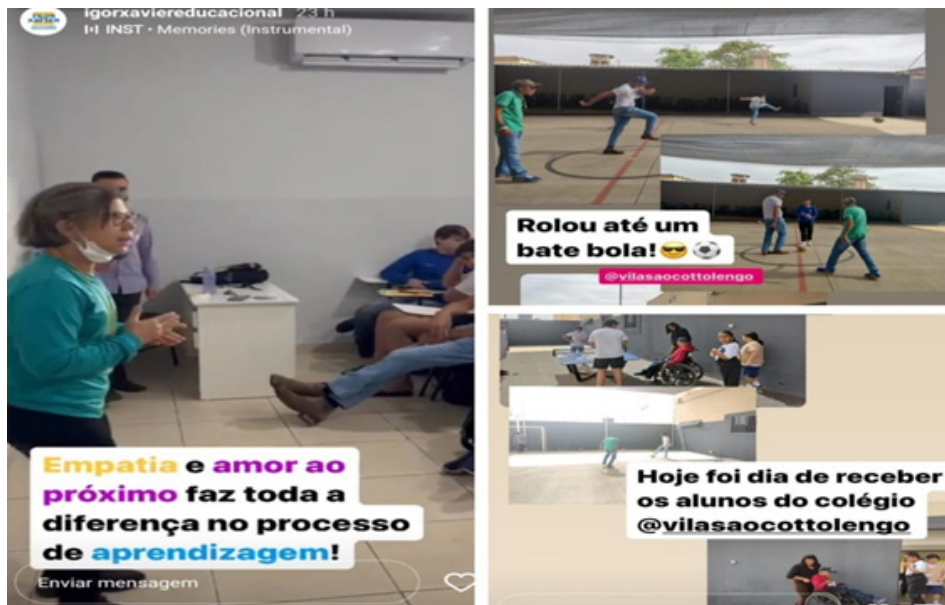 igorxaviereducacional 23 h
INST • Memories (Instrumental)
Empatia e amor ao
próximo faz toda a
diferença no processo
de aprendizagem!
Enviar mensagem
Rolou até um
bate bola!😎⚽
@vilasaocottolengo
Hoje foi dia de receber
os alunos do colégio
@vilasaocottolengo